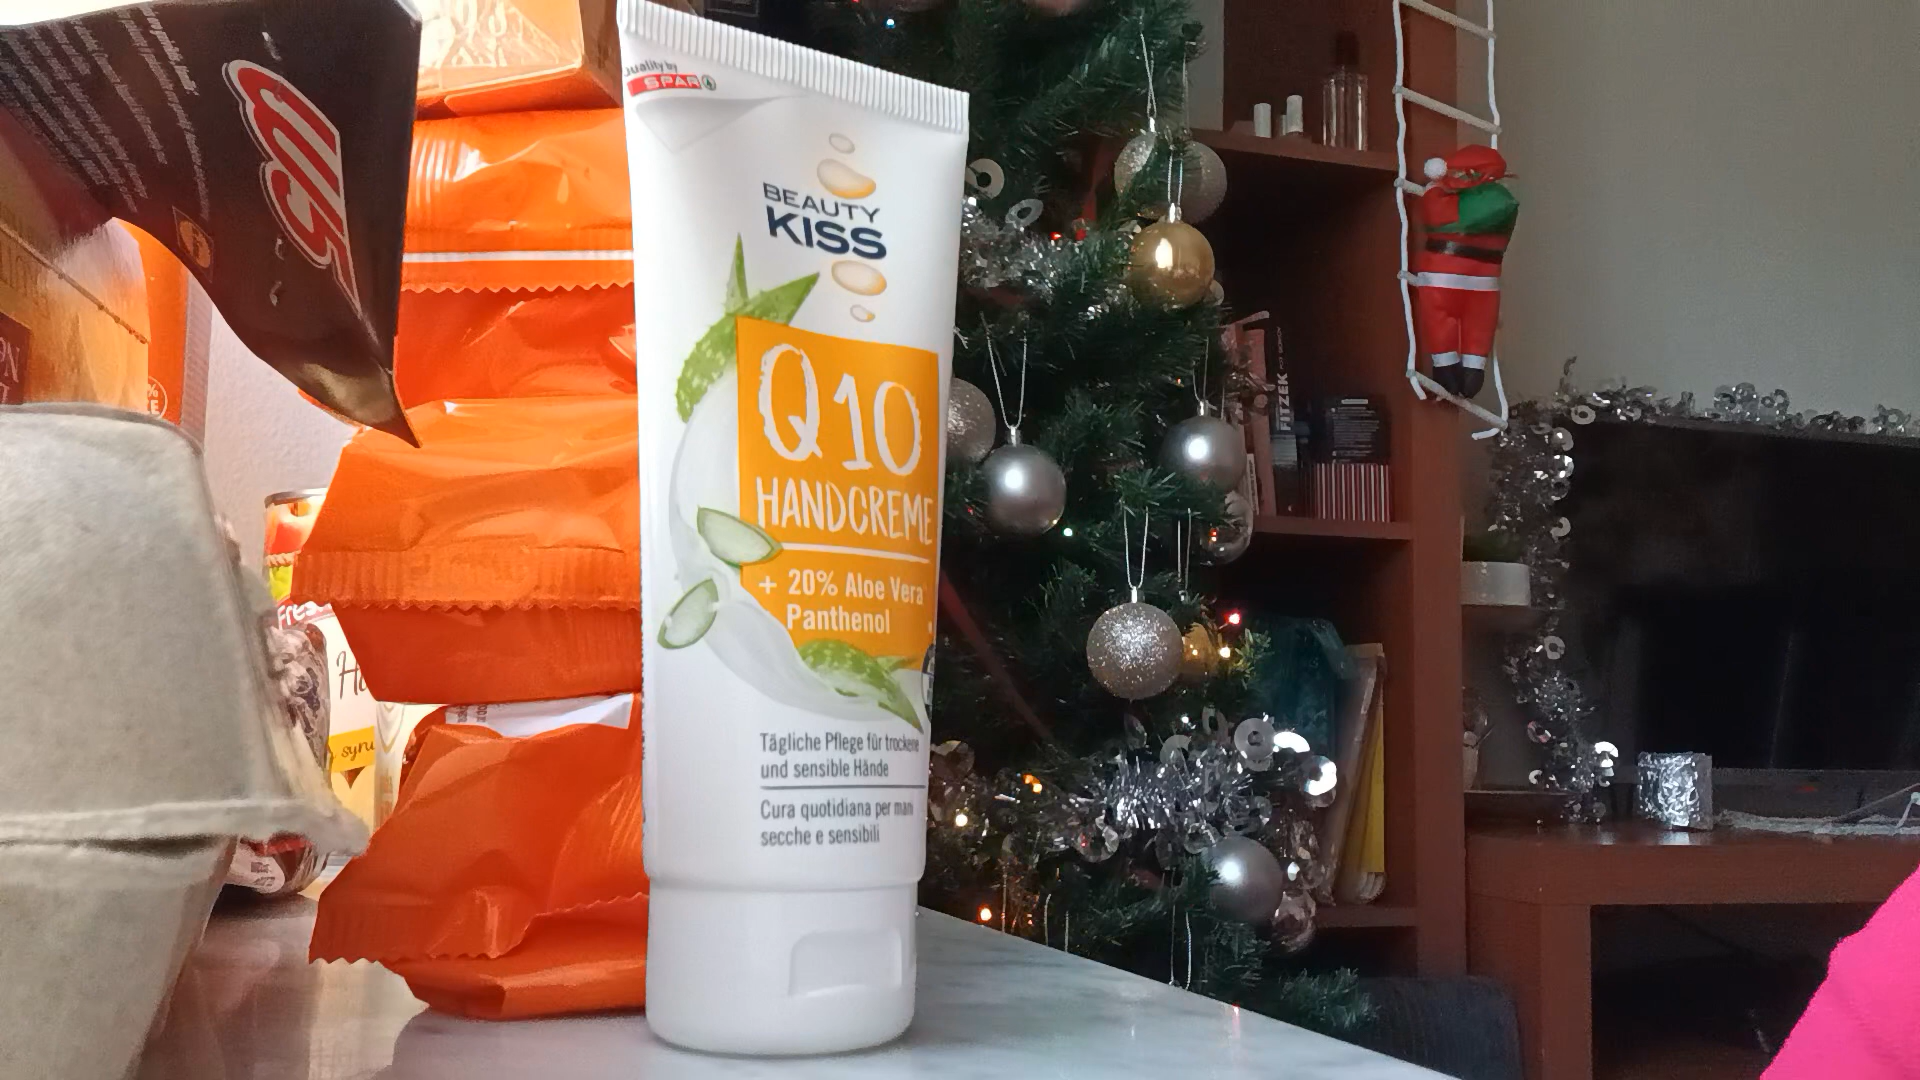 Quality by
SPAR
BEAUTY
KISS
Q10
HANDCREME
+ 20% Aloe Vera
Panthenol
Tägliche Pflege für trockene
und sensible Hände
Cura quotidiana per mani
secche e sensibili
FITZEK
syru